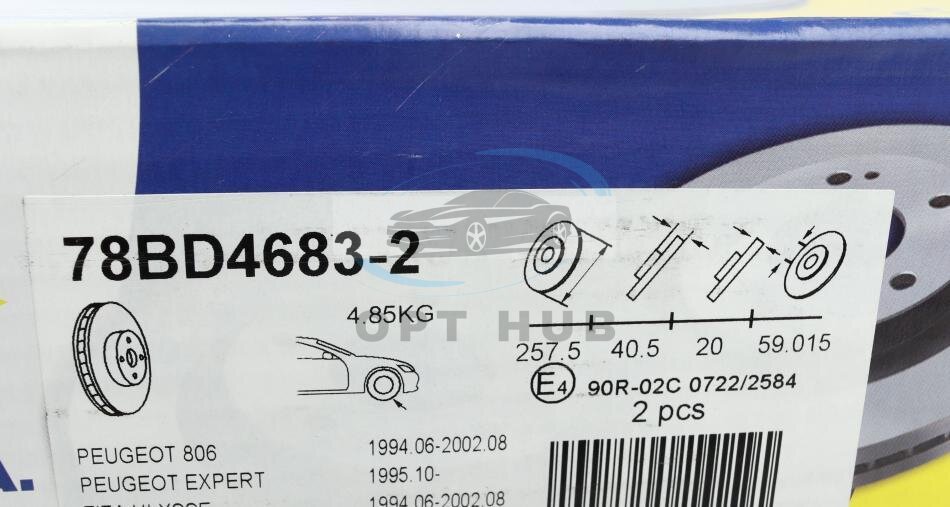 78BD4683-2
4.85KG
OPT HUB
257.5 40.5 20 59.015
E4 90R-02C 0722/2584
2 pcs
PEUGEOT 806 1994.06-2002.08
PEUGEOT EXPERT 1995.10-
1994.06-2002.08
A.